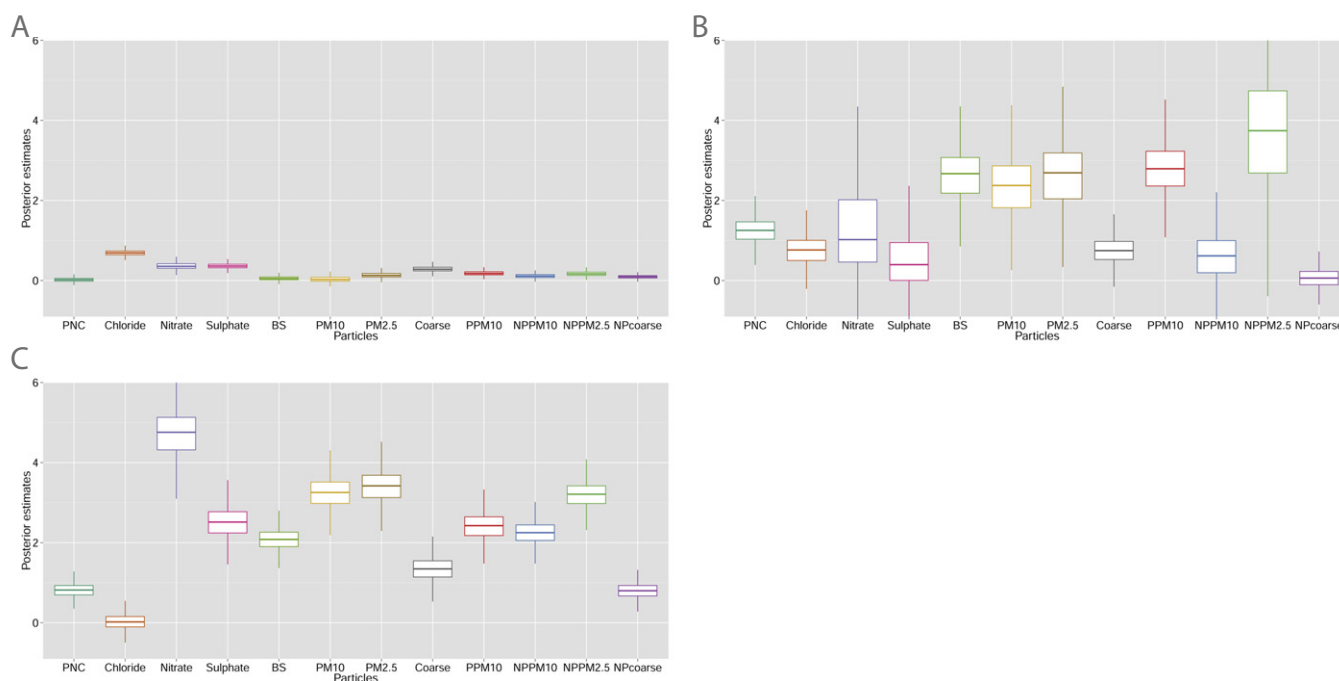 A
6
4
2
0
Posterior estimates
PNC Chloride Nitrate Sulphate BS PM10 PM2.5 Coarse PPM10 NPPM10 NPPM2.5 NPcoarse
Particles
B
6
4
2
0
Posterior estimates
PNC Chloride Nitrate Sulphate BS PM10 PM2.5 Coarse PPM10 NPPM10 NPPM2.5 NPcoarse
Particles
C
6
4
2
0
Posterior estimates
PNC Chloride Nitrate Sulphate BS PM10 PM2.5 Coarse PPM10 NPPM10 NPPM2.5 NPcoarse
Particles